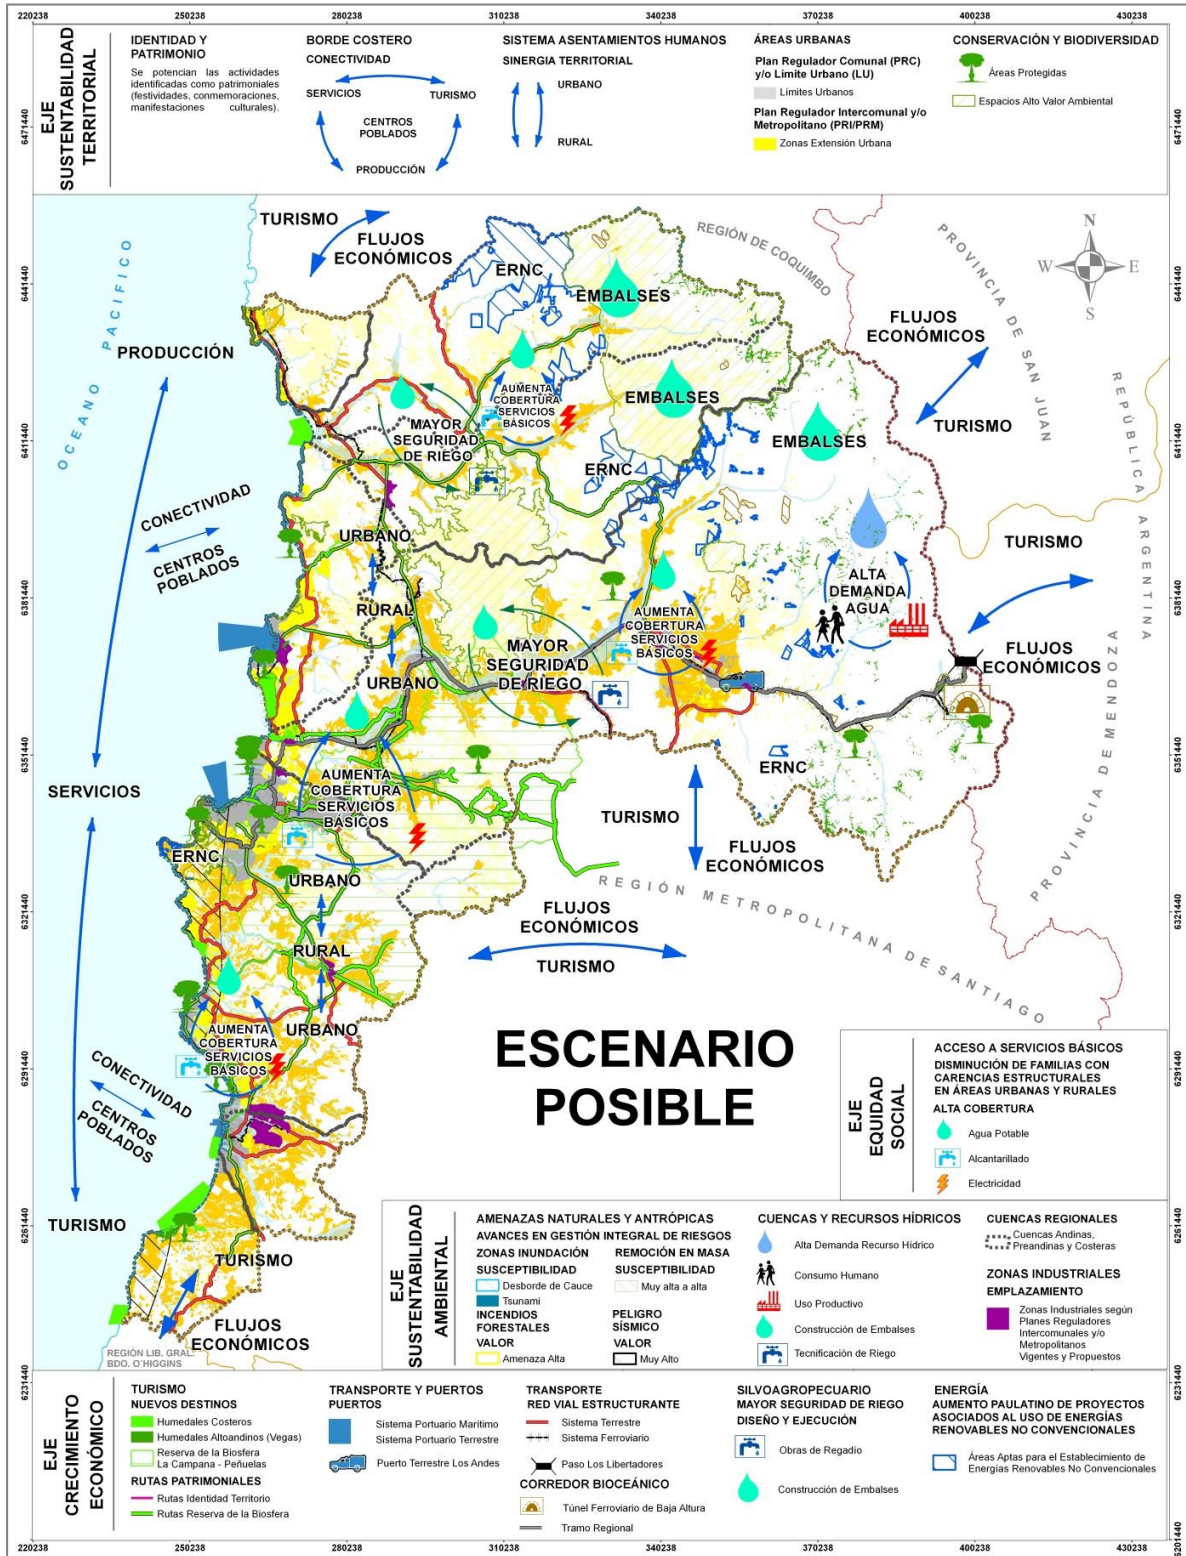 220238 250238 280238 310238 340238 370238 400238 430238
EJE
SUSTENTABILIDAD
TERRITORIAL
IDENTIDAD Y
PATRIMONIO
Se potencian las actividades
identificadas como patrimoniales
(festividades, conmemoraciones,
manifestaciones culturales).
BORDE COSTERO
CONECTIVIDAD
SERVICIOS
TURISMO
CENTROS
POBLADOS
PRODUCCIÓN
SISTEMA ASENTAMIENTOS HUMANOS
SINERGIA TERRITORIAL
URBANO
RURAL
ÁREAS URBANAS
Plan Regulador Comunal (PRC)
y/o Limite Urbano (LU)
Limites Urbanos
Plan Regulador Intercomunal y/o
Metropolitano (PRI/PRM)
Zonas Extensión Urbana
CONSERVACIÓN Y BIODIVERSIDAD
Áreas Protegidas
Espacios Alto Valor Ambiental
6471440 6471440
6441440 6441440
6411440 6411440
6381440 6381440
6351440 6351440
6321440 6321440
6291440 6291440
6261440 6261440
6231440 6231440
6201440 6201440
OCEANO PACIFICO
TURISMO
FLUJOS
ECONÓMICOS
ERNC
EMBALSES
REGIÓN DE COQUIMBO
PROVINCIA DE SAN JUAN
N
W E
S
FLUJOS
ECONÓMICOS
TURISMO
REPÚBLICA ARGENTINA
PRODUCCIÓN
AUMENTA
COBERTURA
SERVICIOS
BÁSICOS
EMBALSES
MAYOR
SEGURIDAD
DE RIEGO
EMBALSES
ERNC
CONECTIVIDAD
CENTROS
POBLADOS
URBANO
RURAL
URBANO
TURISMO
ALTA
DEMANDA
AGUA
AUMENTA
COBERTURA
SERVICIOS
BÁSICOS
MAYOR
SEGURIDAD
DE RIEGO
FLUJOS
ECONÓMICOS
PROVINCIA DE MENDOZA
SERVICIOS
AUMENTA
COBERTURA
SERVICIOS
BÁSICOS
ERNC
TURISMO
FLUJOS
ECONÓMICOS
ERNC
URBANO
RURAL
URBANO
REGIÓN METROPOLITANA DE SANTIAGO
FLUJOS
ECONÓMICOS
TURISMO
AUMENTA
COBERTURA
SERVICIOS
BÁSICOS
CONECTIVIDAD
CENTROS
POBLADOS
ESCENARIO
POSIBLE
TURISMO
TURISMO
FLUJOS
ECONÓMICOS
REGIÓN LIB. GRAL.
BDO. O'HIGGINS
EJE
EQUIDAD
SOCIAL
ACCESO A SERVICIOS BÁSICOS
DISMINUCIÓN DE FAMILIAS CON
CARENCIAS ESTRUCTURALES
EN ÁREAS URBANAS Y RURALES
ALTA COBERTURA
Agua Potable
Alcantarillado
Electricidad
EJE
SUSTENTABILIDAD
AMBIENTAL
AMENAZAS NATURALES Y ANTRÓPICAS
AVANCES EN GESTIÓN INTEGRAL DE RIESGOS
ZONAS INUNDACIÓN
SUSCEPTIBILIDAD
Desborde de Cauce
Tsunami
INCENDIOS
FORESTALES
VALOR
Amenaza Alta
REMOCIÓN EN MASA
SUSCEPTIBILIDAD
Muy alta a alta
PELIGRO
SÍSMICO
VALOR
Muy Alto
CUENCAS Y RECURSOS HÍDRICOS
Alta Demanda Recurso Hídrico
Consumo Humano
Uso Productivo
Construcción de Embalses
Tecnificación de Riego
CUENCAS REGIONALES
Cuencas Andinas,
Preandinas y Costeras
ZONAS INDUSTRIALES
EMPLAZAMIENTO
Zonas Industriales según
Planes Reguladores
Intercomunales y/o
Metropolitanos
Vigentes y Propuestos
EJE
CRECIMIENTO
ECONÓMICO
TURISMO
NUEVOS DESTINOS
Humedales Costeros
Humedales Altoandinos (Vegas)
Reserva de la Biosfera
La Campana - Peñuelas
RUTAS PATRIMONIALES
Rutas Identidad Territorio
Rutas Reserva de la Biosfera
TRANSPORTE Y PUERTOS
PUERTOS
Sistema Portuario Maritimo
Sistema Portuario Terrestre
Puerto Terrestre Los Andes
TRANSPORTE
RED VIAL ESTRUCTURANTE
Sistema Terrestre
Sistema Ferroviario
Paso Los Libertadores
CORREDOR BIOCEÁNICO
Túnel Ferroviario de Baja Altura
Tramo Regional
SILVOAGROPECUARIO
MAYOR SEGURIDAD DE RIEGO
DISEÑO Y EJECUCIÓN
Obras de Regadío
Construcción de Embalses
ENERGÍA
AUMENTO PAULATINO DE PROYECTOS
ASOCIADOS AL USO DE ENERGÍAS
RENOVABLES NO CONVENCIONALES
Áreas Aptas para el Establecimiento de
Energías Renovables No Convencionales
220238 250238 280238 310238 340238 370238 400238 430238